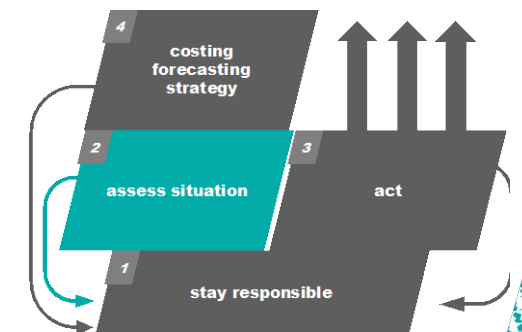 4
costing
forecasting
strategy
2
assess situation
3
act
1
stay responsible